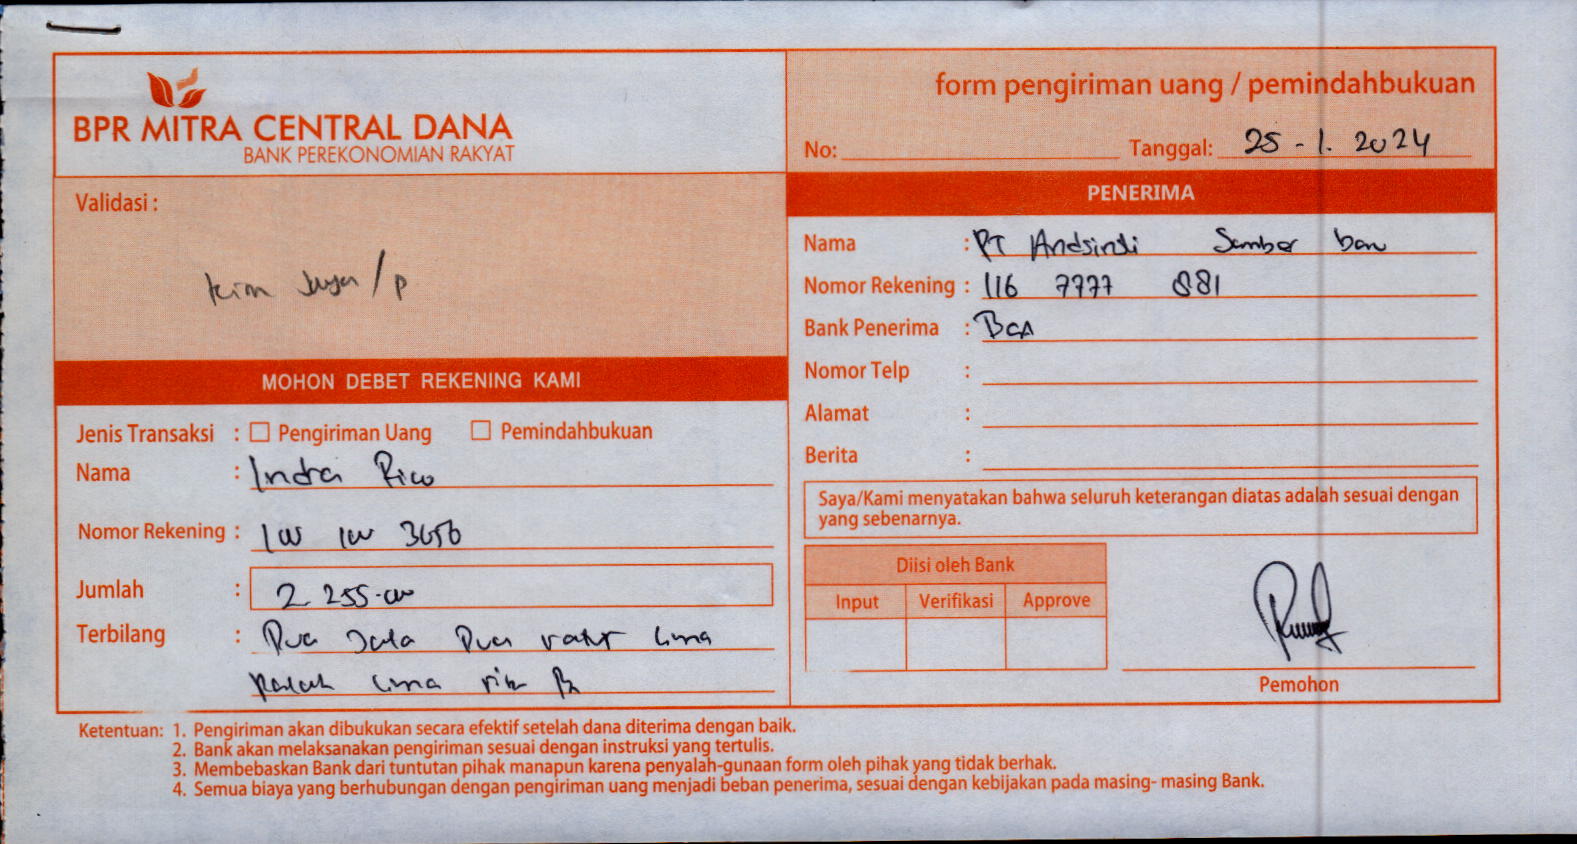 BPR MITRA CENTRAL DANA
BANK PEREKONOMIAN RAKYAT
form pengiriman uang / pemindahbukuan
No:
Tanggal: 25 - 1. 2024
Validasi :
MOHON DEBET REKENING KAMI
Jenis Transaksi : Pengiriman Uang Pemindahbukuan
Nama : Indra Rico
Nomor Rekening : 100 100 3656
Jumlah : 2. 255.000
Terbilang : Dua Juta Dua ratus Lima
puluh lima ribu Rp
PENERIMA
Nama : PT Andsindi Sumber ban
Nomor Rekening : 116 7777 881
Bank Penerima : BCA
Nomor Telp :
Alamat :
Berita :
Saya/Kami menyatakan bahwa seluruh keterangan diatas adalah sesuai dengan
yang sebenarnya.
Diisi oleh Bank
Input Verifikasi Approve
Pemohon
Ketentuan: 1. Pengiriman akan dibukukan secara efektif setelah dana diterima dengan baik.
2. Bank akan melaksanakan pengiriman sesuai dengan instruksi yang tertulis.
3. Membebaskan Bank dari tuntutan pihak manapun karena penyalah-gunaan form oleh pihak yang tidak berhak.
4. Semua biaya yang berhubungan dengan pengiriman uang menjadi beban penerima, sesuai dengan kebijakan pada masing- masing Bank.